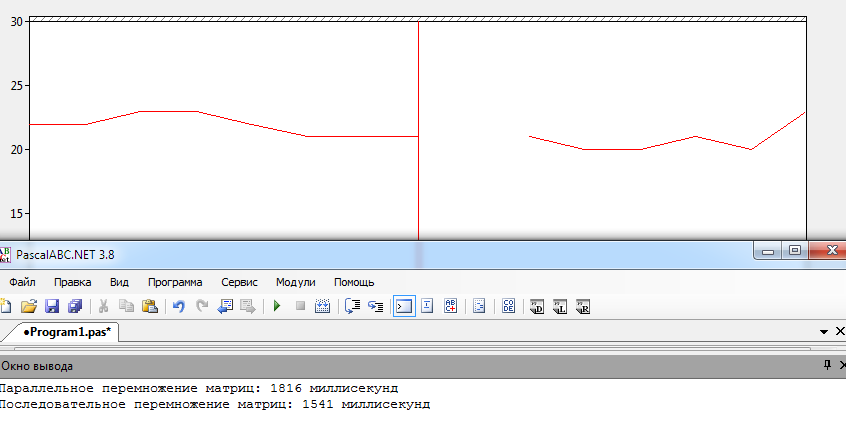 30
25
20
15
PascalABC.NET 3.8
Файл Правка Вид Программа Сервис Модули Помощь
●Program1.pas*
Окно вывода
Параллельное перемножение матриц: 1816 миллисекунд
Последовательное перемножение матриц: 1541 миллисекунд